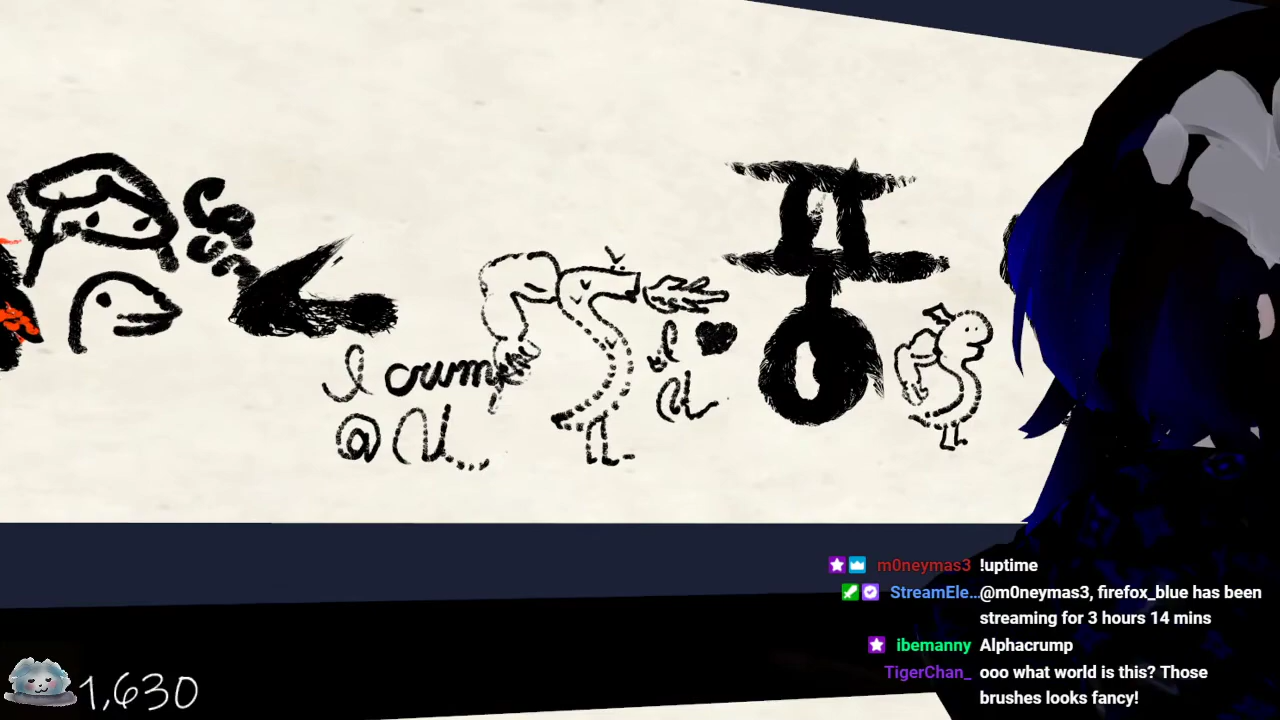 I crump
@ U...
I ♥
U
퓽
m0neymas3 !uptime
StreamEle... @m0neymas3, firefox_blue has been
streaming for 3 hours 14 mins
ibemanny Alphacrump
TigerChan_ ooo what world is this? Those
brushes looks fancy!
1,630